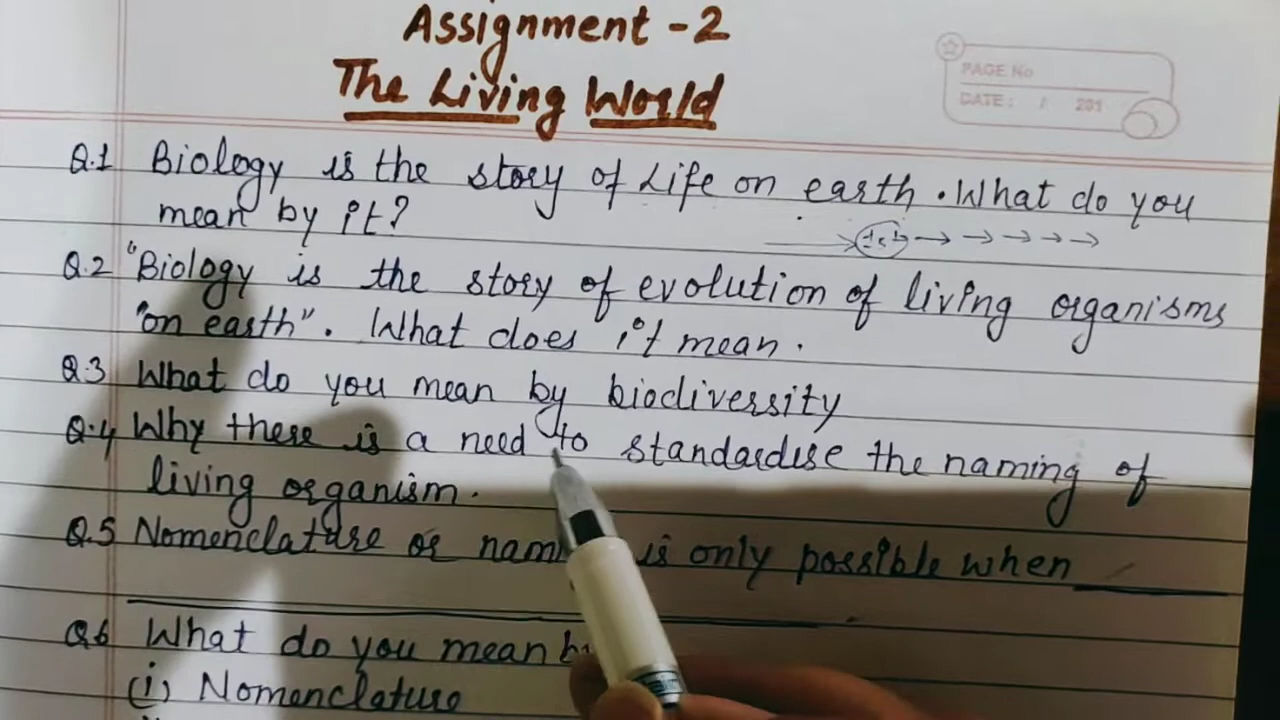 Assignment -2
The Living World
PAGE No
DATE: / 201
Q.1 Biology is the story of Life on earth. What do you
mean by it?
Q.2 "Biology is the story of evolution of living organisms
"on earth". What does it mean.
Q.3 What do you mean by biodiversity
Q.4 Why there is a need to standardise the naming of
living organism.
Q.5 Nomenclature or nam is only possible when
Q6 What do you mean b
(i) Nomenclature